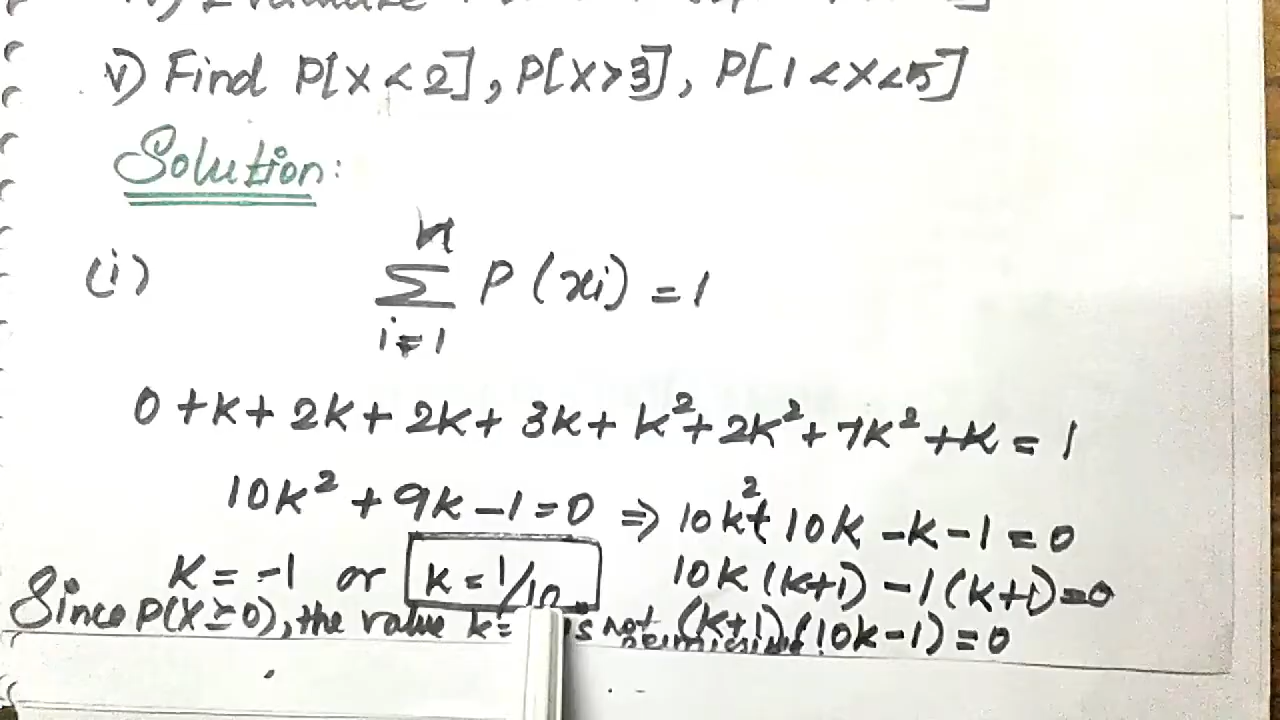 v) Find P[X < 2], P[X > 3], P[1 < X < 5]
Solution:
(i) n
Σ P(xi) = 1
i=1
0 + K + 2K + 2K + 3K + K² + 2K² + 7K² + K = 1
10K² + 9K - 1 = 0 ⇒ 10K² + 10K - K - 1 = 0
K = -1 or K = 1/10 10K (K+1) - 1 (K+1) = 0
Since P(X ≥ 0), the value K = is not (K+1) (10K - 1) = 0